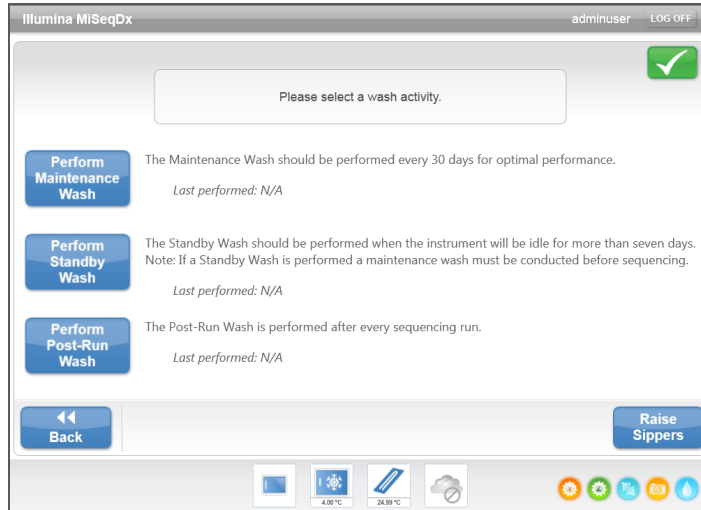 Illumina MiSeqDx
adminuser LOG OFF
Please select a wash activity.
Perform
Maintenance
Wash
The Maintenance Wash should be performed every 30 days for optimal performance.
Last performed: N/A
Perform
Standby
Wash
The Standby Wash should be performed when the instrument will be idle for more than seven days.
Note: If a Standby Wash is performed a maintenance wash must be conducted before sequencing.
Last performed: N/A
Perform
Post-Run
Wash
The Post-Run Wash is performed after every sequencing run.
Last performed: N/A
Back
Raise
Sippers
4.00 °C
24.99 °C